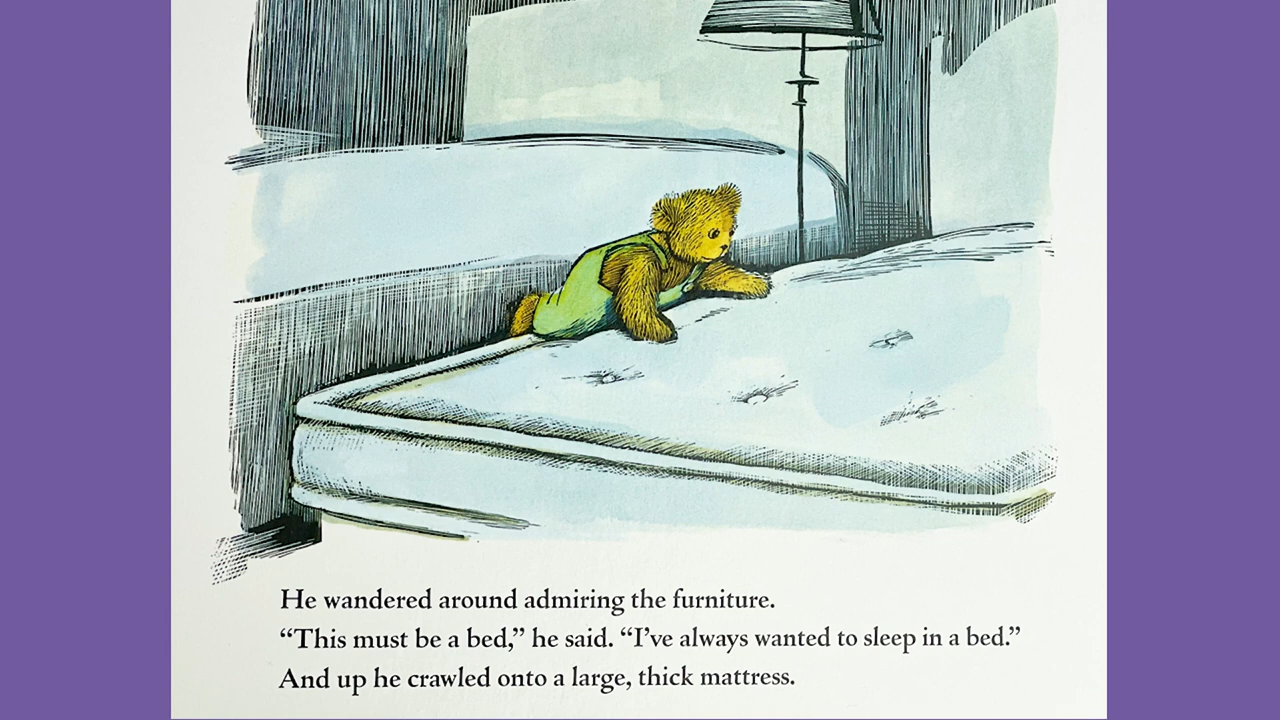 He wandered around admiring the furniture.
“This must be a bed,” he said. “I’ve always wanted to sleep in a bed.”
And up he crawled onto a large, thick mattress.